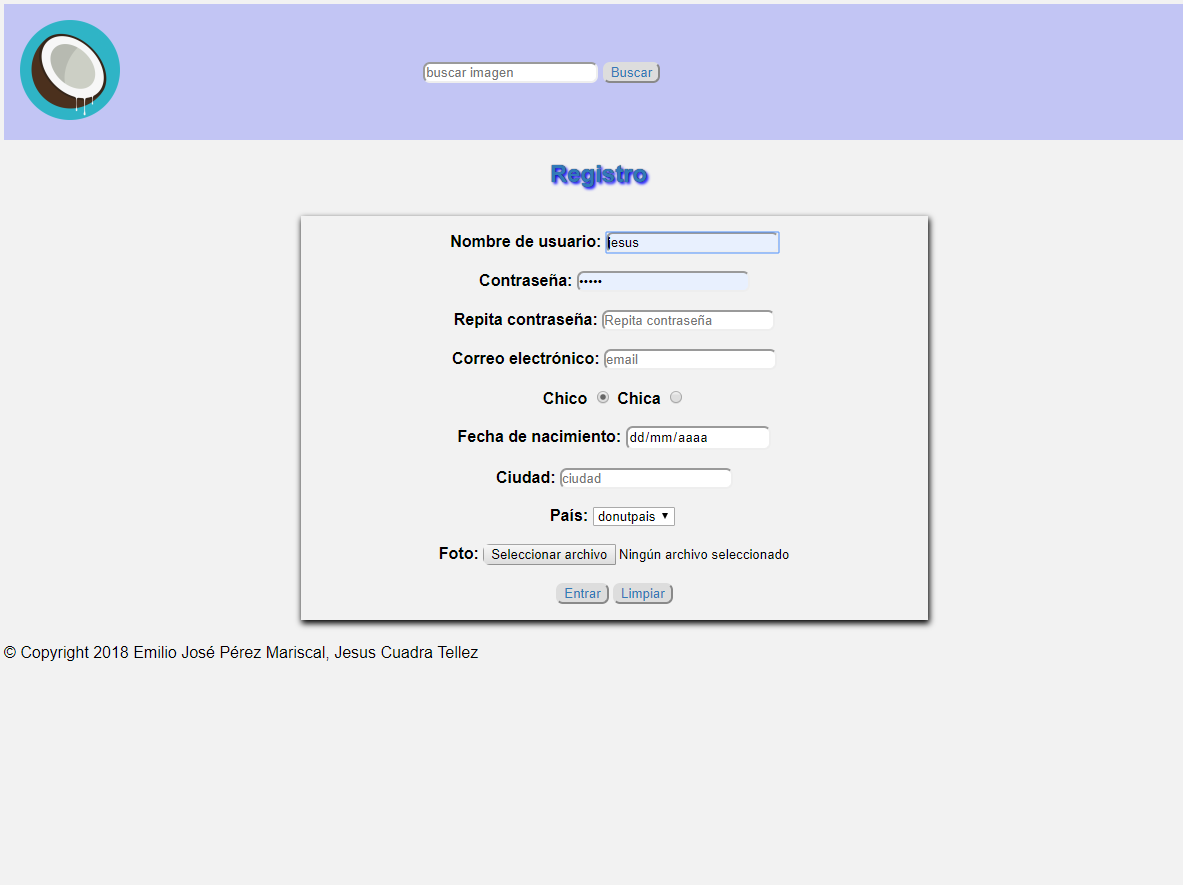 buscar imagen Buscar
Registro
Nombre de usuario: jesus
Contraseña: •••••
Repita contraseña: Repita contraseña
Correo electrónico: email
Chico Chica
Fecha de nacimiento: dd/mm/aaaa
Ciudad: ciudad
País: donutpais
Foto: Seleccionar archivo Ningún archivo seleccionado
Entrar Limpiar
© Copyright 2018 Emilio José Pérez Mariscal, Jesus Cuadra Tellez